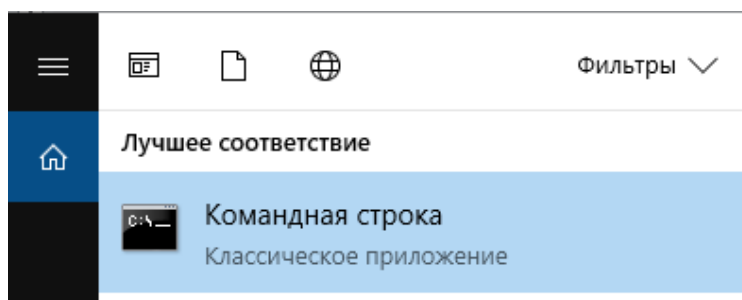 Фильтры
Лучшее соответствие
C:\_
Командная строка
Классическое приложение